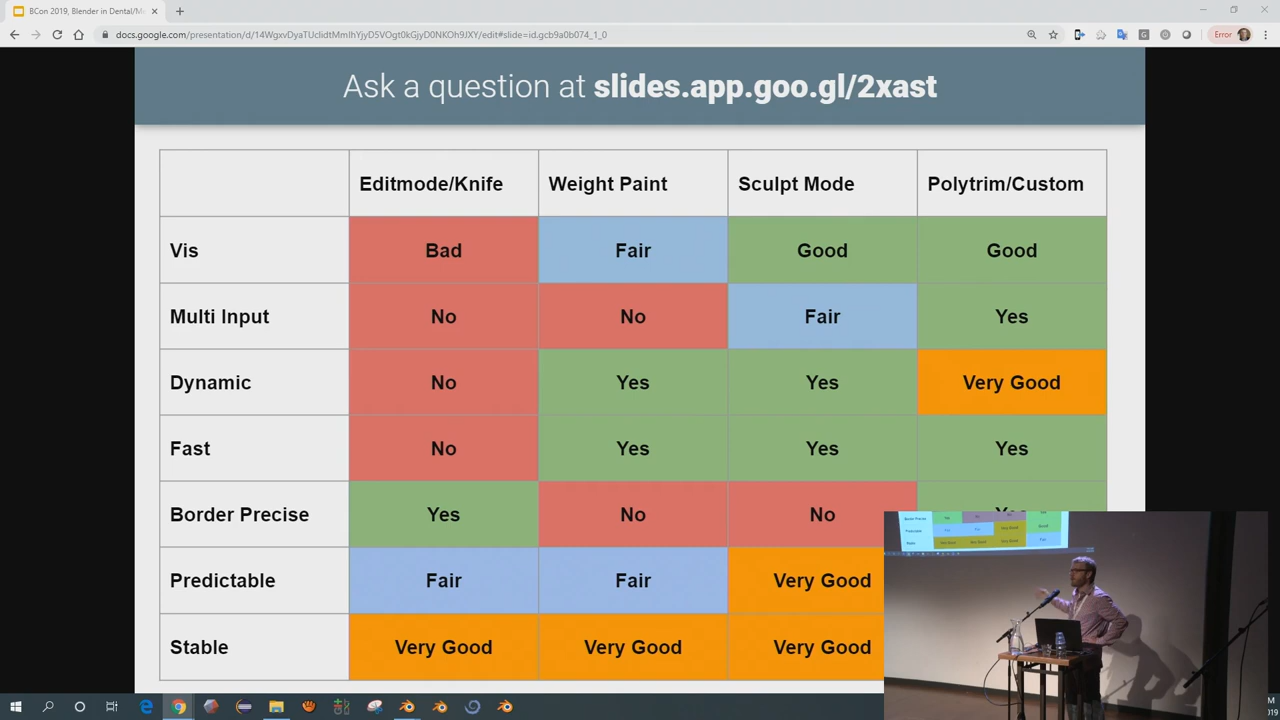 BCon 2019, Blender in Dental/Me
docs.google.com/presentation/d/14WgxvDyaTUclidtMmIhYjyD5VOgt0kGjyD0NKOh9JXY/edit#slide=id.gcb9a0b074_1_0
Error
Ask a question at slides.app.goo.gl/2xast
Editmode/Knife Weight Paint Sculpt Mode Polytrim/Custom
Vis Bad Fair Good Good
Multi Input No No Fair Yes
Dynamic No Yes Yes Very Good
Fast No Yes Yes Yes
Border Precise Yes No No Yes
Predictable Fair Fair Very Good
Stable Very Good Very Good Very Good